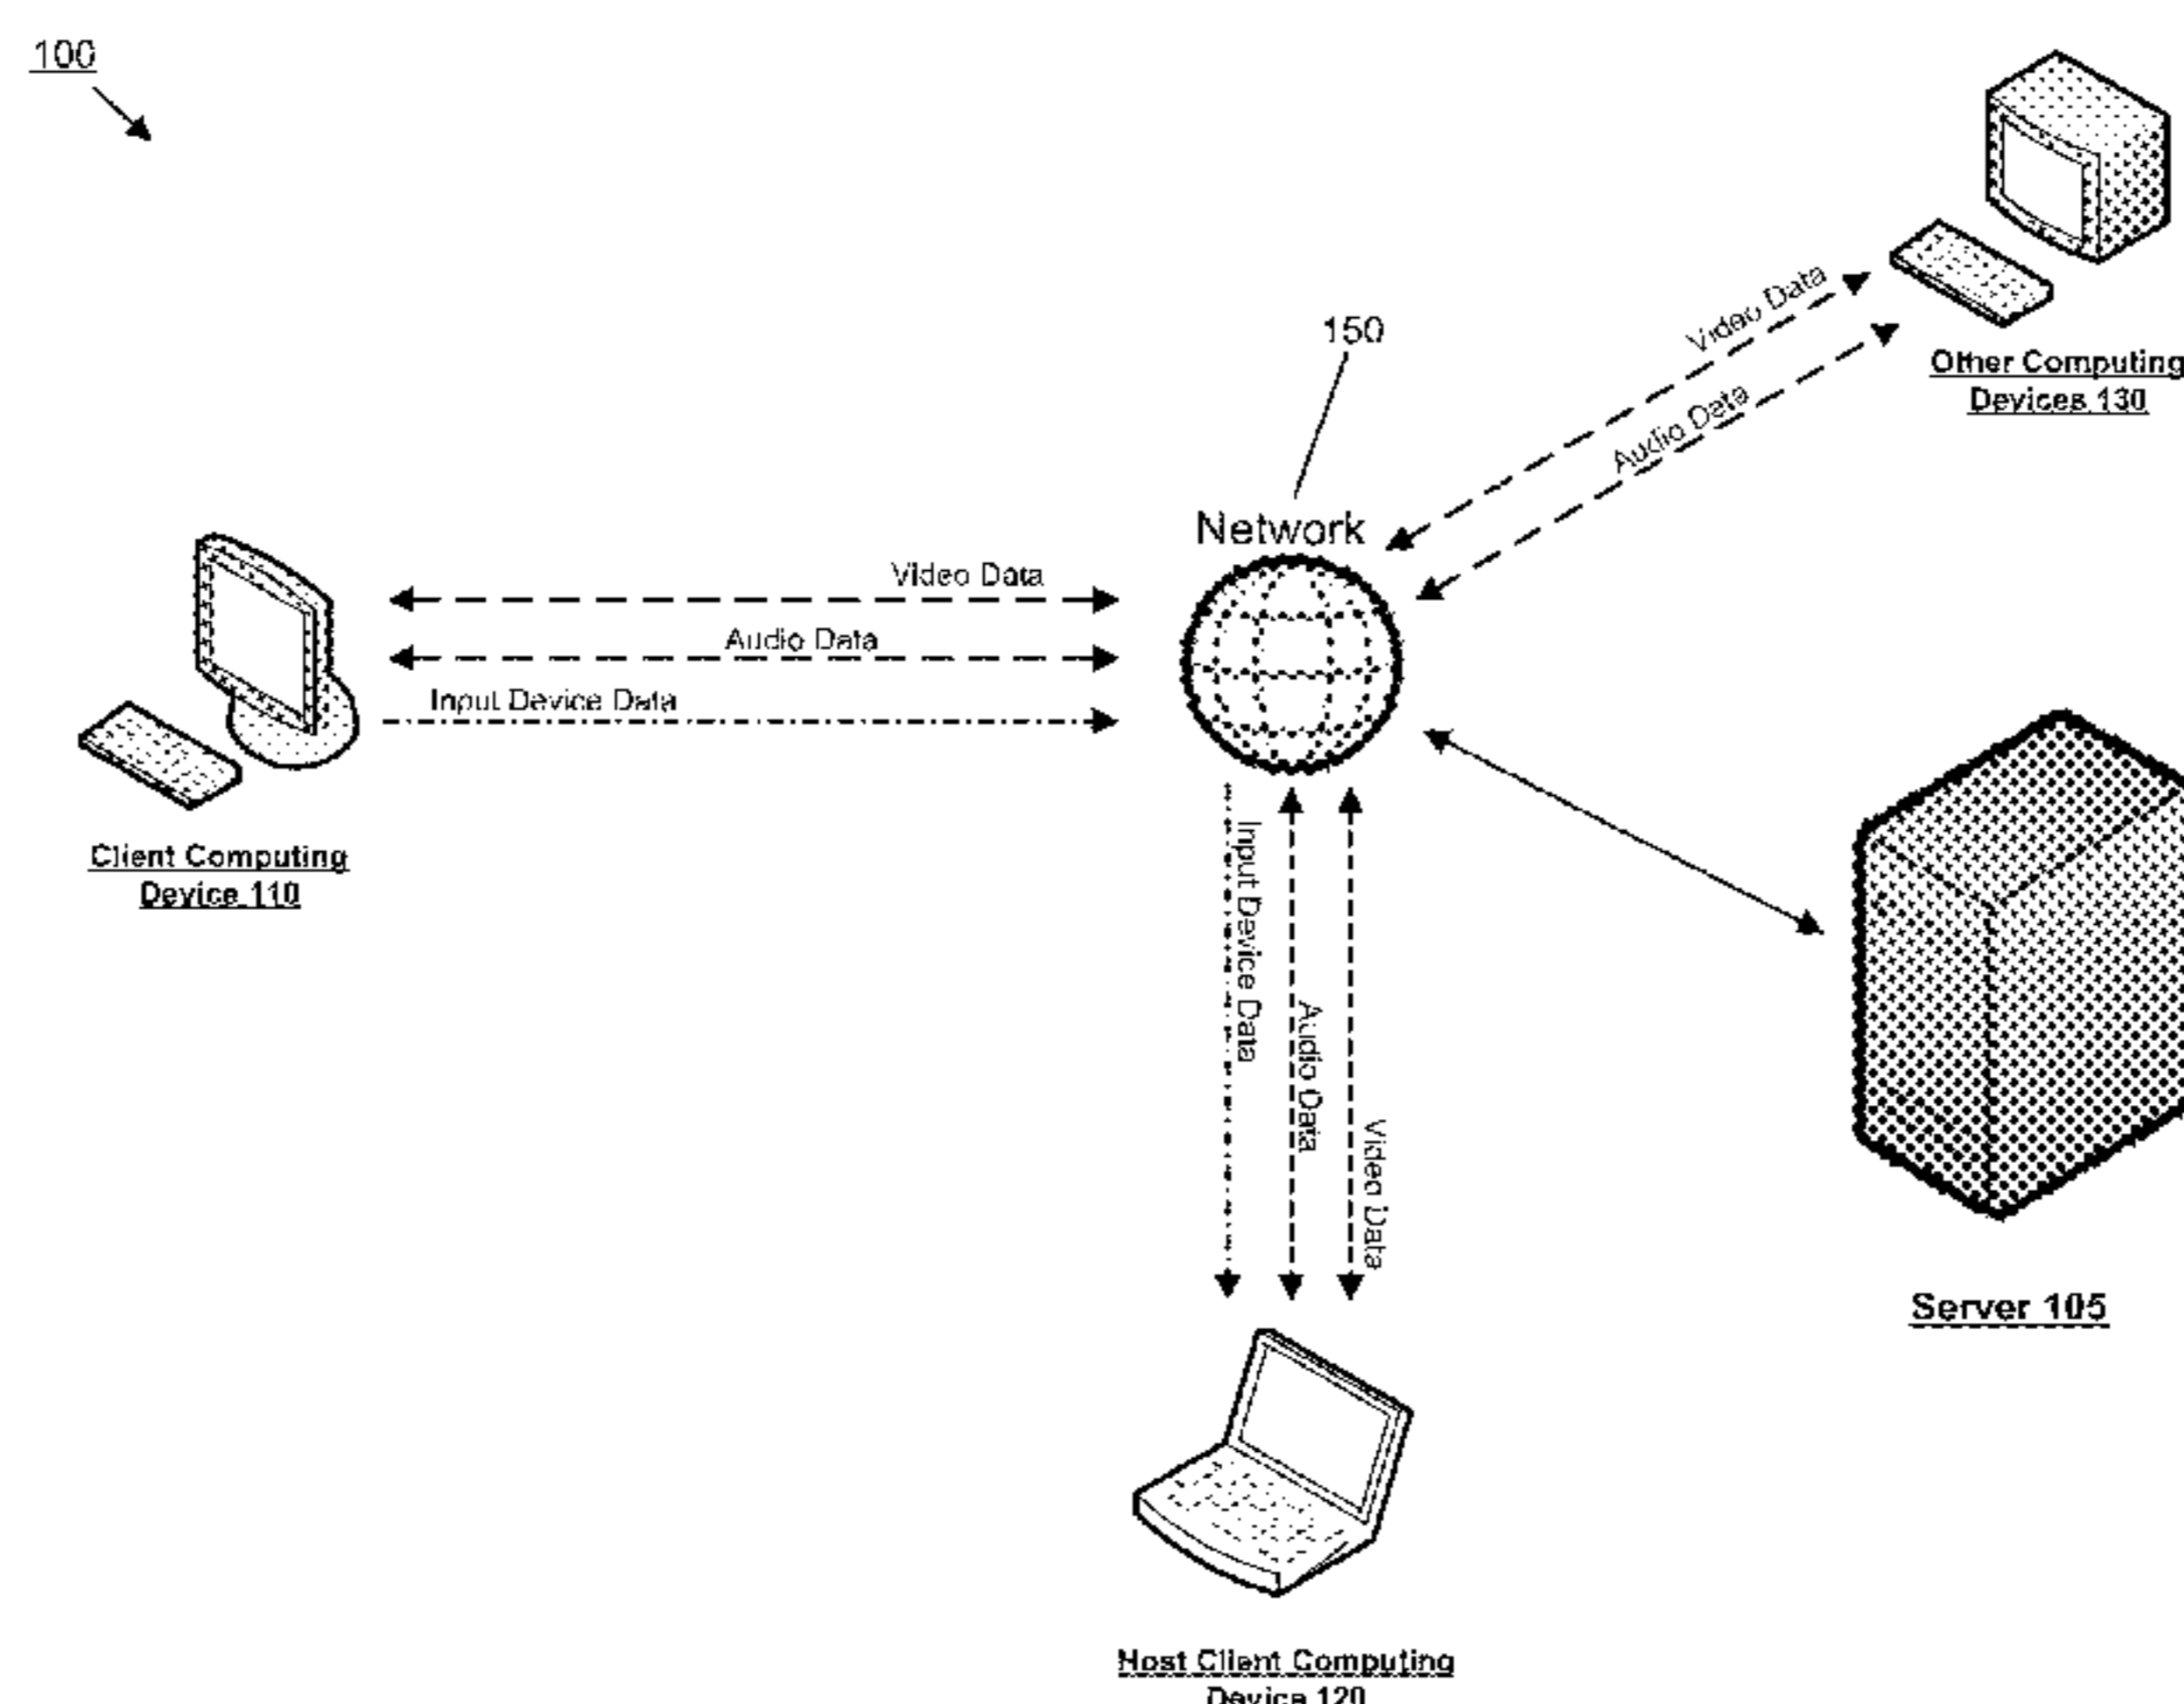 100
150
Video Data
Audio Data
Other Computing
Devices 130
Network
Video Data
Audio Data
Input Device Data
Client Computing
Device 110
Input Device Data
Audio Data
Video Data
Server 105
Host Client Computing
Device 120